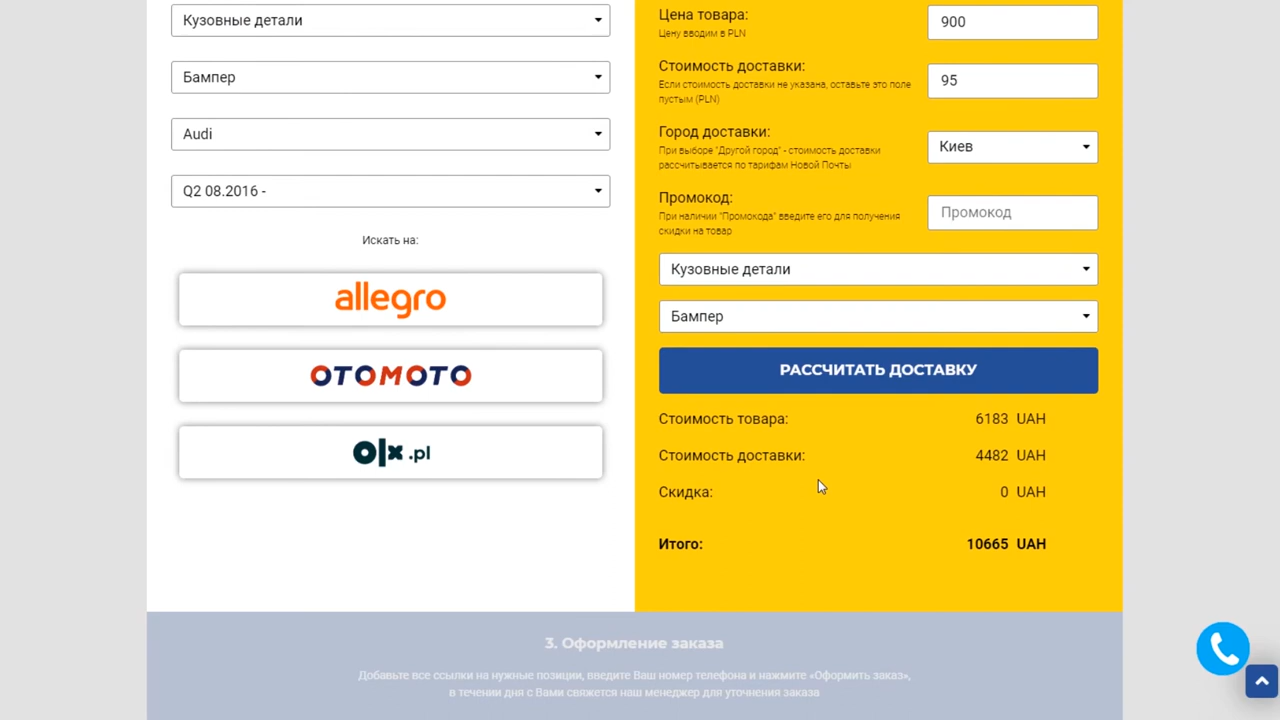 Кузовные детали
Бампер
Audi
Q2 08.2016 -
Искать на:
allegro
OTOMOTO
olx.pl
Цена товара:
Цену вводим в PLN
900
Стоимость доставки:
Если стоимость доставки не указана, оставьте это поле
пустым (PLN)
95
Город доставки:
При выборе "Другой город" - стоимость доставки
рассчитывается по тарифам Новой Почты
Киев
Промокод:
При наличии "Промокода" введите его для получения
скидки на товар
Промокод
Кузовные детали
Бампер
РАССЧИТАТЬ ДОСТАВКУ
Стоимость товара: 6183 UAH
Стоимость доставки: 4482 UAH
Скидка: 0 UAH
Итого: 10665 UAH
3. Оформление заказа
Добавьте все ссылки на нужные позиции, введите Ваш номер телефона и нажмите «Оформить заказ»,
в течении дня с Вами свяжется наш менеджер для уточнения заказа